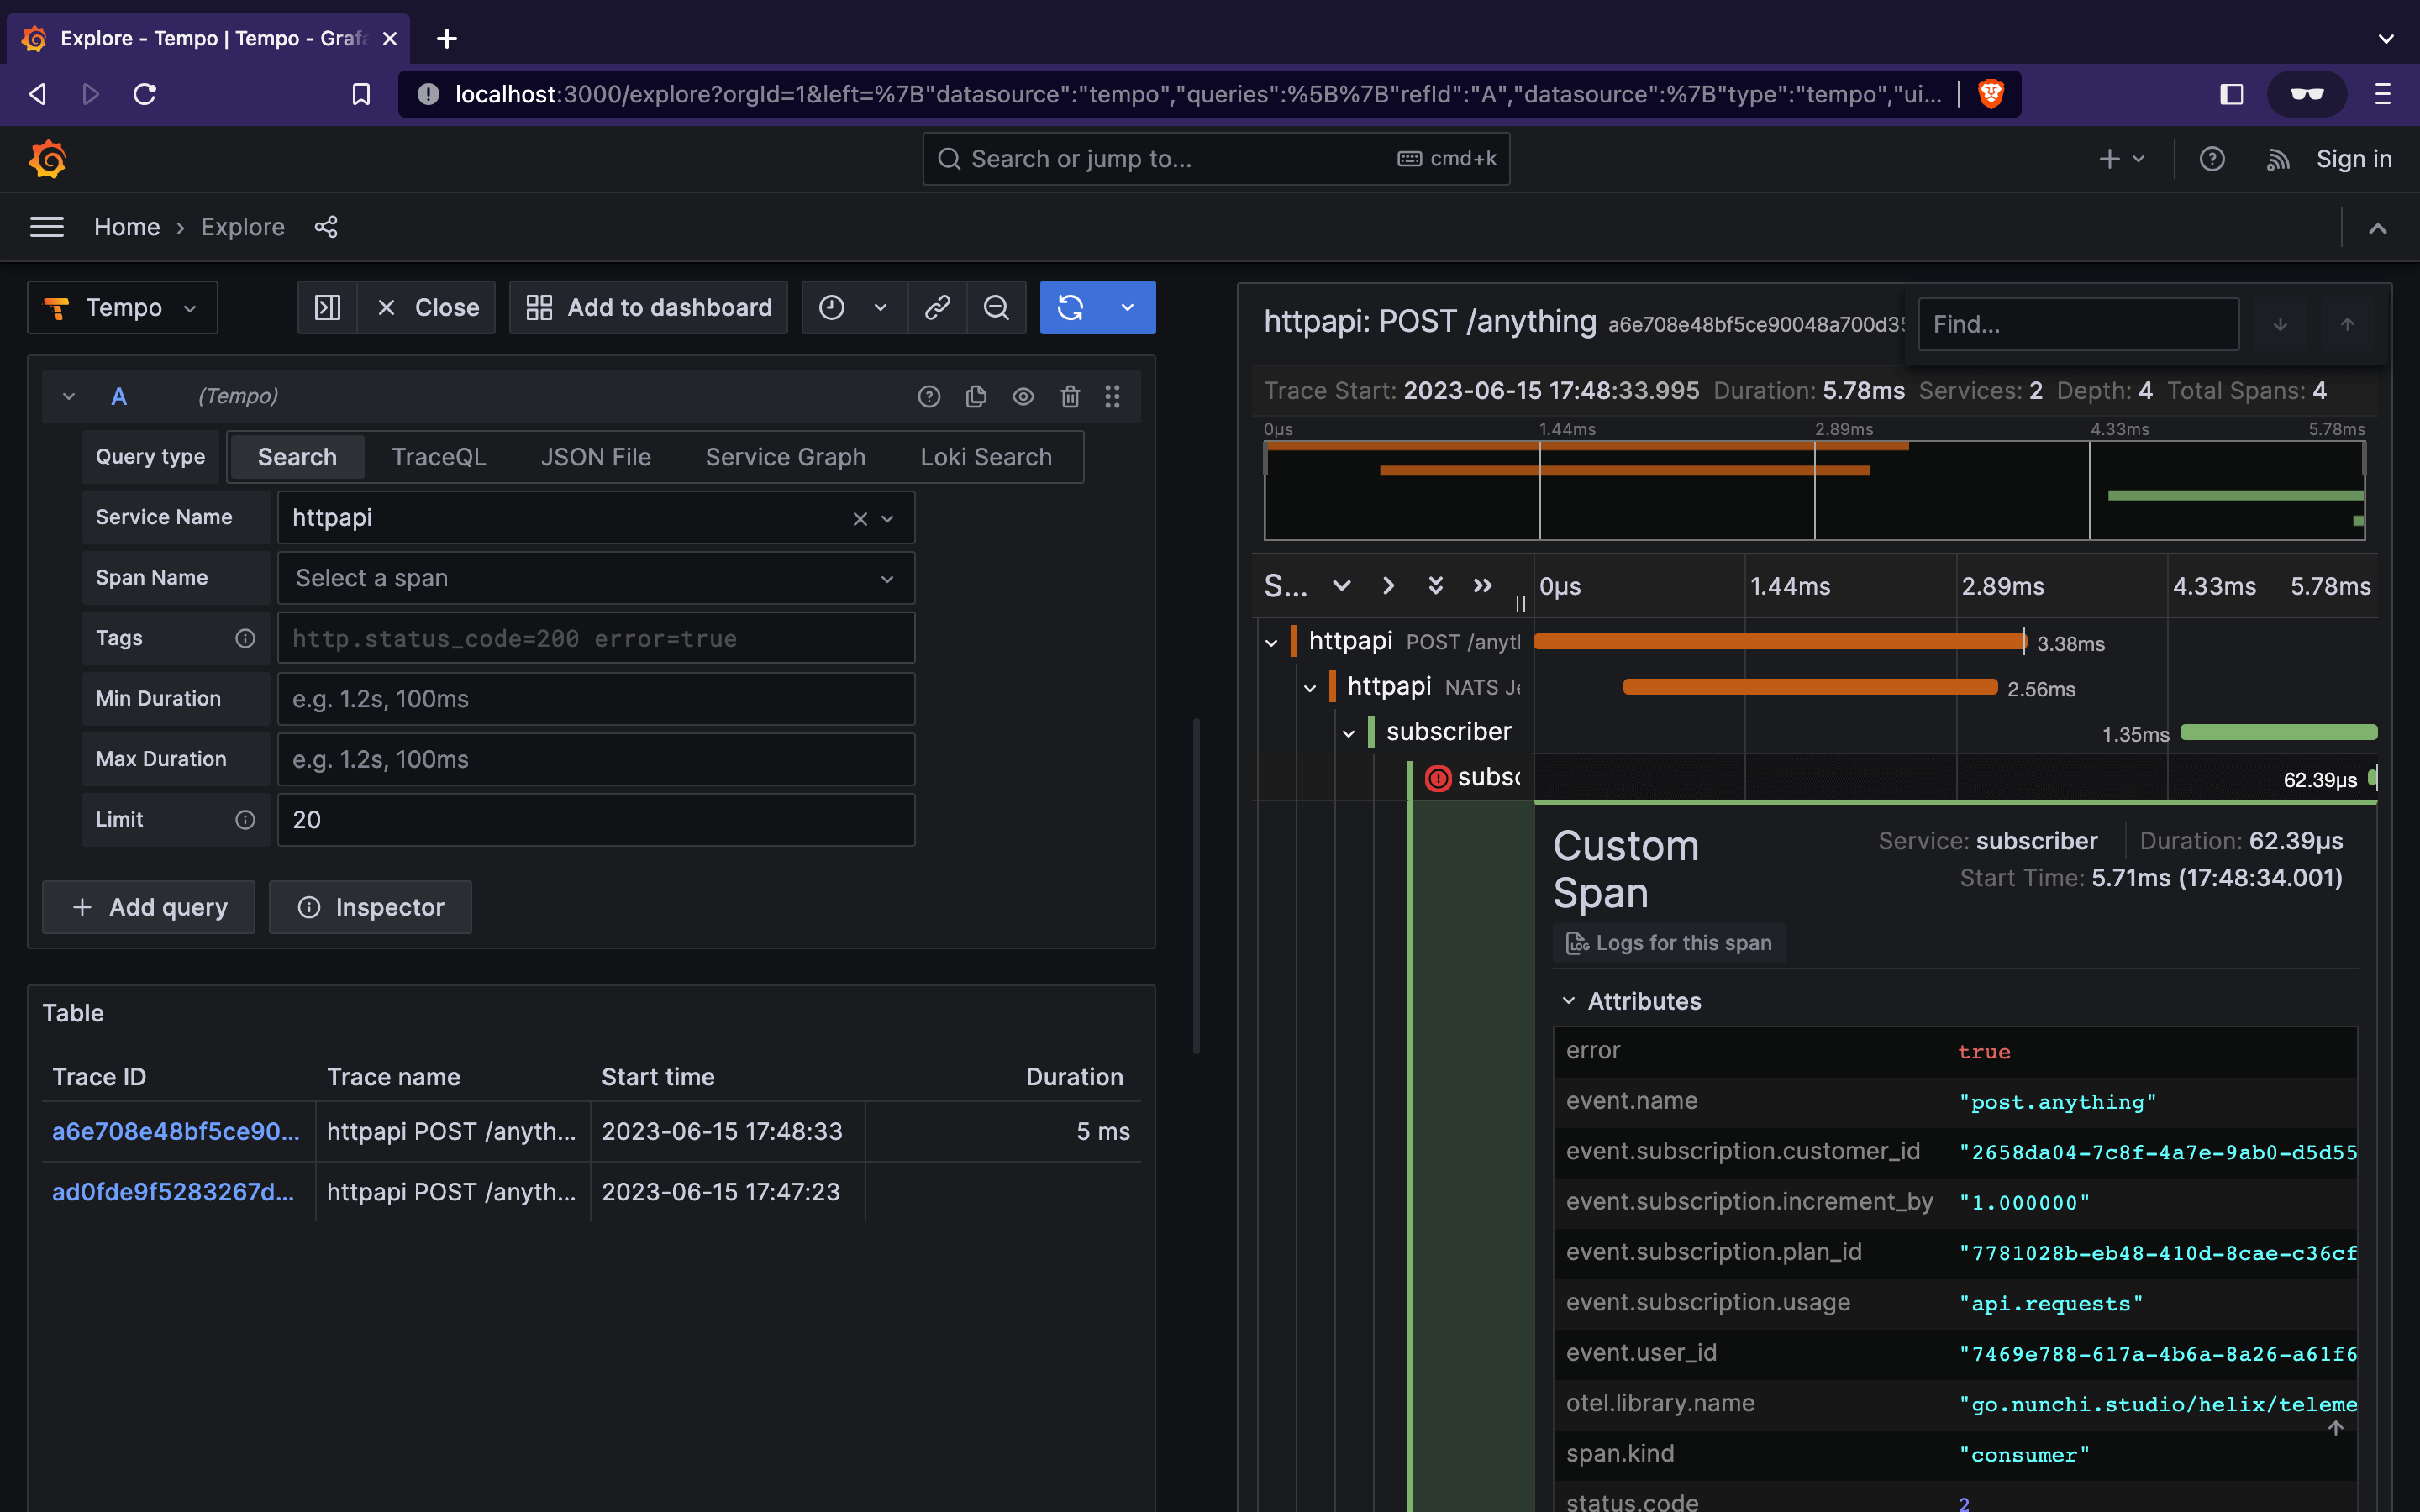 Explore - Tempo | Tempo - Graf
localhost:3000/explore?orgId=1&left=%7B"datasource":"tempo","queries":%5B%7B"refId":"A","datasource":%7B"type":"tempo","ui...
Search or jump to...
cmd+k
Sign in
Home
Explore
Tempo
Close
Add to dashboard
A
(Tempo)
Query type
Search
TraceQL
JSON File
Service Graph
Loki Search
Service Name
httpapi
Span Name
Select a span
Tags
http.status_code=200 error=true
Min Duration
e.g. 1.2s, 100ms
Max Duration
e.g. 1.2s, 100ms
Limit
20
Add query
Inspector
Table
Trace ID Trace name Start time Duration
a6e708e48bf5ce90... httpapi POST /anyth... 2023-06-15 17:48:33 5 ms
ad0fde9f5283267d... httpapi POST /anyth... 2023-06-15 17:47:23
httpapi: POST /anything a6e708e48bf5ce90048a700d35
Find...
Trace Start: 2023-06-15 17:48:33.995 Duration: 5.78ms Services: 2 Depth: 4 Total Spans: 4
0μs 1.44ms 2.89ms 4.33ms 5.78ms
S... 0μs 1.44ms 2.89ms 4.33ms 5.78ms
httpapi POST /anyt 3.38ms
httpapi NATS Je 2.56ms
subscriber 1.35ms
subsc 62.39μs
Custom
Span
Service: subscriber Duration: 62.39μs
Start Time: 5.71ms (17:48:34.001)
LOG Logs for this span
Attributes
error true
event.name "post.anything"
event.subscription.customer_id "2658da04-7c8f-4a7e-9ab0-d5d55
event.subscription.increment_by "1.000000"
event.subscription.plan_id "7781028b-eb48-410d-8cae-c36cf
event.subscription.usage "api.requests"
event.user_id "7469e788-617a-4b6a-8a26-a61f6
otel.library.name "go.nunchi.studio/helix/teleme
span.kind "consumer"
status.code 2